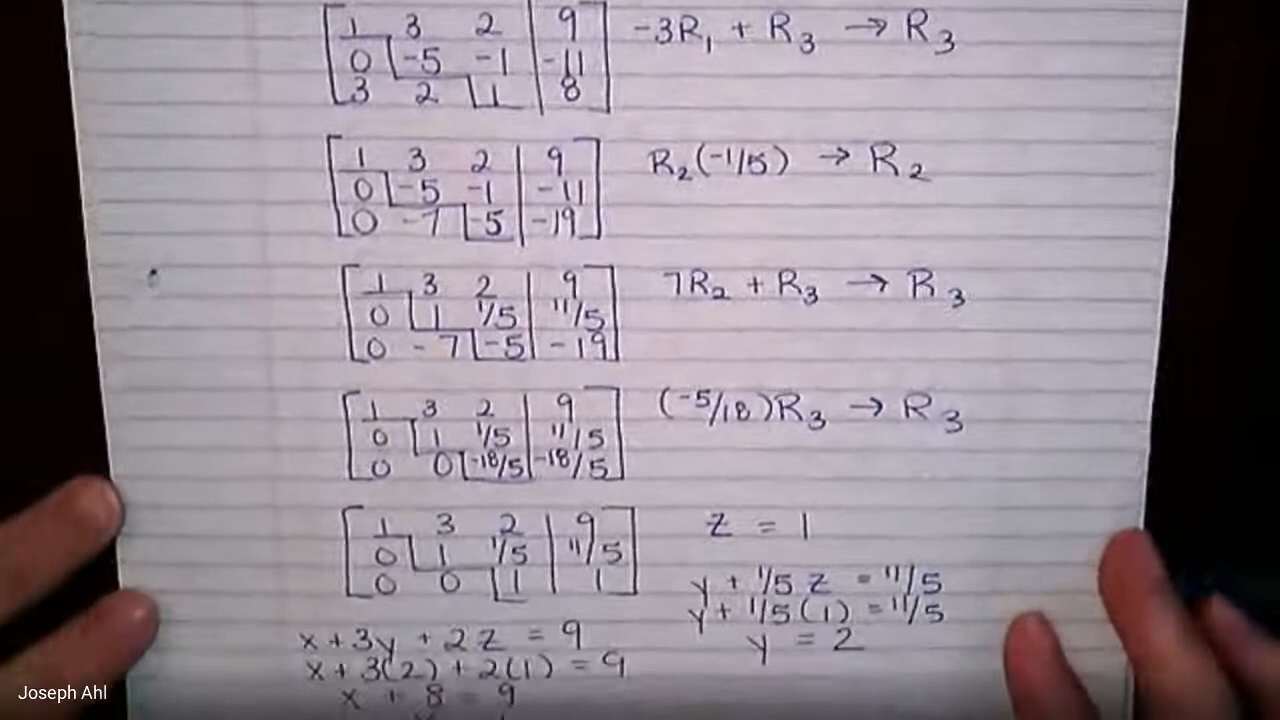 1 3 2 9 -3R₁ + R₃ → R₃
0 -5 -1 -11
3 2 1 8
1 3 2 9 R₂(-1/5) → R₂
0 -5 -1 -11
0 -7 -5 -19
1 3 2 9 7R₂ + R₃ → R₃
0 1 1/5 11/5
0 -7 -5 -19
1 3 2 9 (-5/18)R₃ → R₃
0 1 1/5 11/5
0 0 -18/5 -18/5
1 3 2 9 z = 1
0 1 1/5 11/5
0 0 1 1
y + 1/5 z = 11/5
y + 1/5(1) = 11/5
y = 2
x + 3y + 2z = 9
x + 3(2) + 2(1) = 9
x + 8 = 9
Joseph Ahl